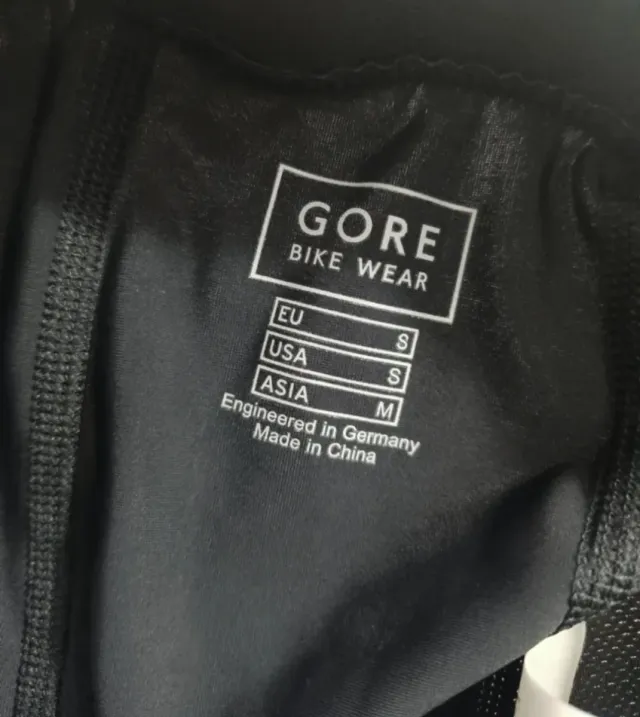 GORE
BIKE WEAR
EU S
USA S
ASIA M
Engineered in Germany
Made in China